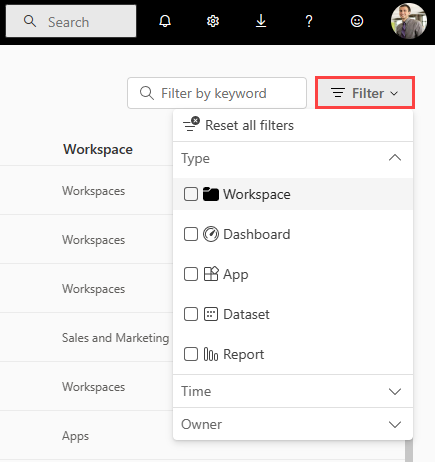 Search
Filter by keyword
Filter
Reset all filters
Workspace
Type
Workspaces
Workspace
Workspaces
Dashboard
Workspaces
App
Sales and Marketing
Dataset
Report
Workspaces
Time
Apps
Owner